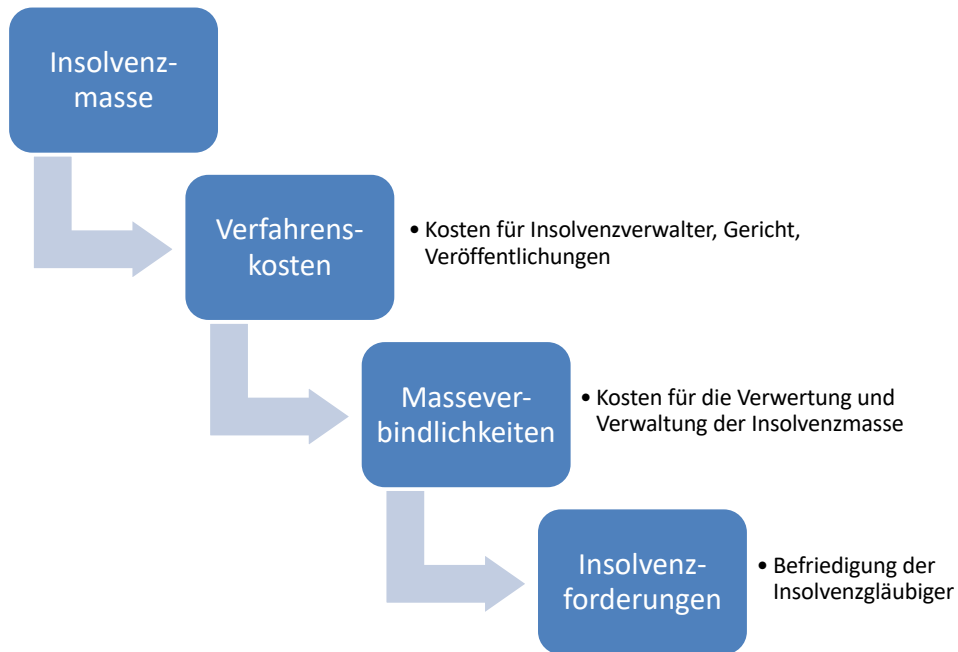 Insolvenz-
masse
Verfahrens-
kosten
• Kosten für Insolvenzverwalter, Gericht,
Veröffentlichungen
Massever-
bindlichkeiten
• Kosten für die Verwertung und
Verwaltung der Insolvenzmasse
Insolvenz-
forderungen
• Befriedigung der
Insolvenzgläubiger